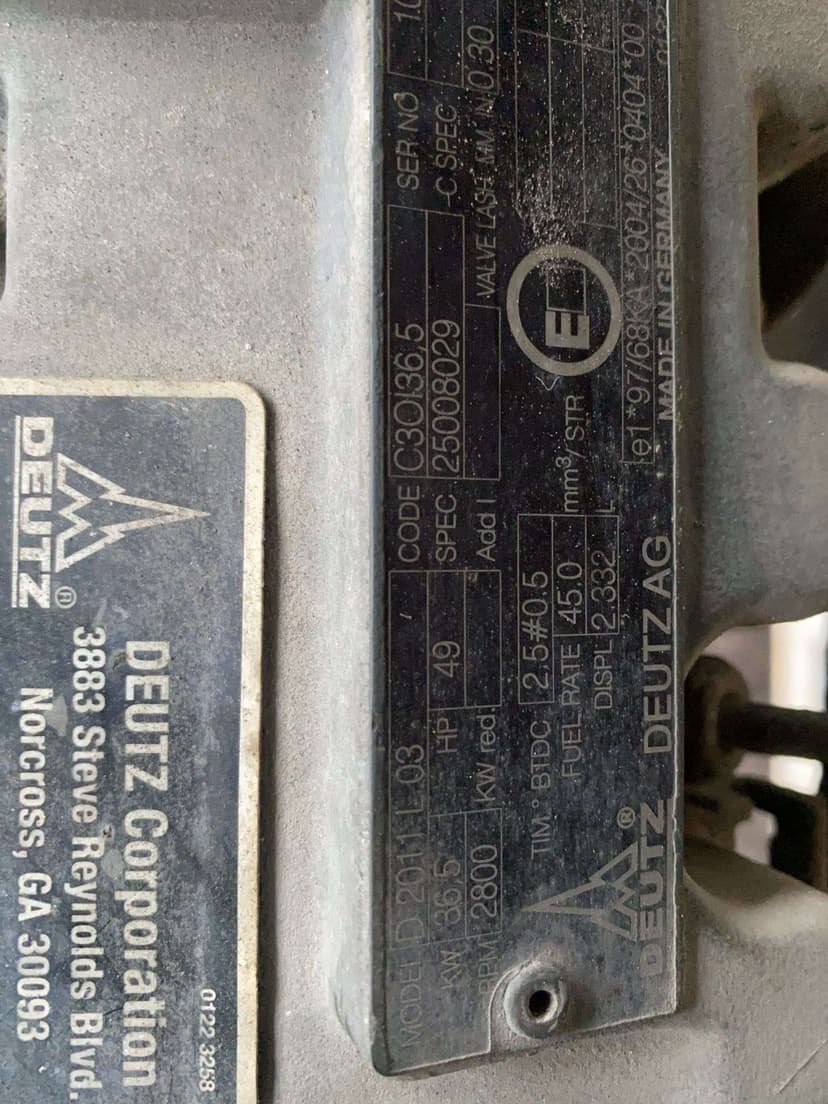 DEUTZ®
DEUTZ Corporation
3883 Steve Reynolds Blvd.
Norcross, GA 30093
0122 3258
MODEL D 2011 L 03 CODE C3OI36,5 SER NO 10
KW 36,5 HP 49 SPEC 25008029 -C SPEC
RPM 2800 KW red. Add I VALVE LASH MM IN 0.30
TIM ° BTDC 2,5#0.5
FUEL RATE 45.0 mm³/STR E
DISPL 2.332 L
e1*97/68KA*2004/26*0404*00
DEUTZ® DEUTZ AG MADE IN GERMANY